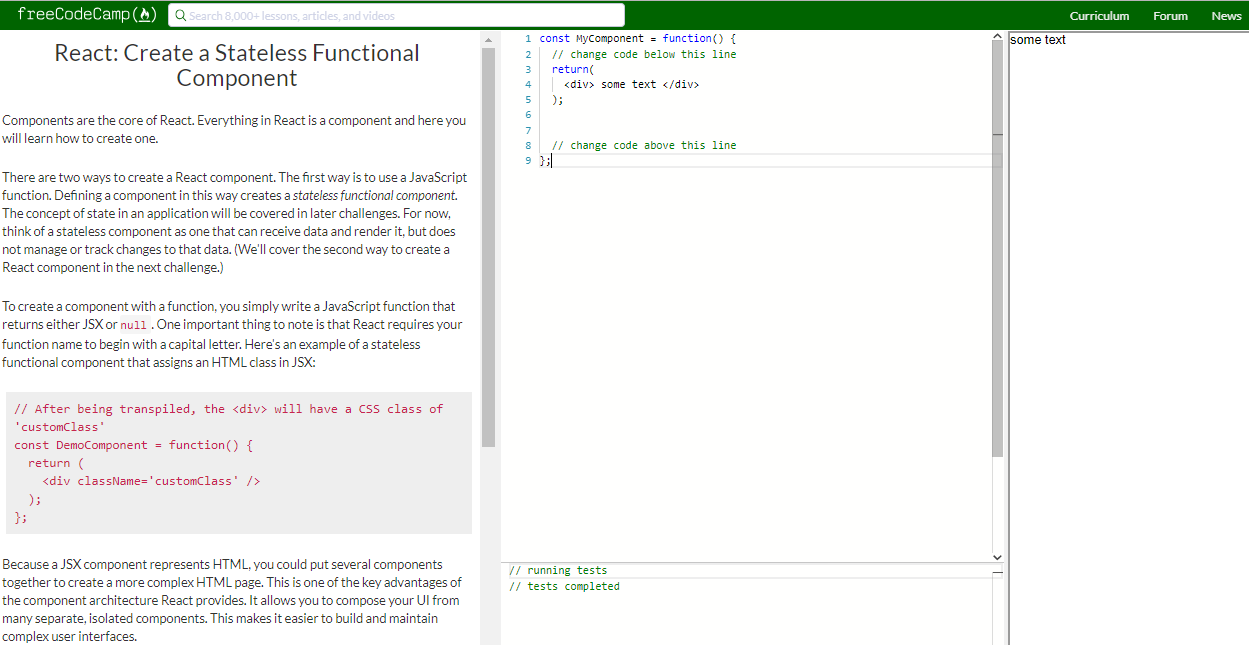 freeCodeCamp
Search 8,000+ lessons, articles, and videos
Curriculum Forum News
React: Create a Stateless Functional
Component
Components are the core of React. Everything in React is a component and here you
will learn how to create one.
There are two ways to create a React component. The first way is to use a JavaScript
function. Defining a component in this way creates a stateless functional component.
The concept of state in an application will be covered in later challenges. For now,
think of a stateless component as one that can receive data and render it, but does
not manage or track changes to that data. (We'll cover the second way to create a
React component in the next challenge.)
To create a component with a function, you simply write a JavaScript function that
returns either JSX or null . One important thing to note is that React requires your
function name to begin with a capital letter. Here's an example of a stateless
functional component that assigns an HTML class in JSX:
// After being transpiled, the <div> will have a CSS class of
'customClass'
const DemoComponent = function() {
  return (
    <div className='customClass' />
  );
};
Because a JSX component represents HTML, you could put several components
together to create a more complex HTML page. This is one of the key advantages of
the component architecture React provides. It allows you to compose your UI from
many separate, isolated components. This makes it easier to build and maintain
complex user interfaces.
1 const MyComponent = function() {
2   // change code below this line
3   return(
4     <div> some text </div>
5   );
6
7
8   // change code above this line
9 };
// running tests
// tests completed
some text